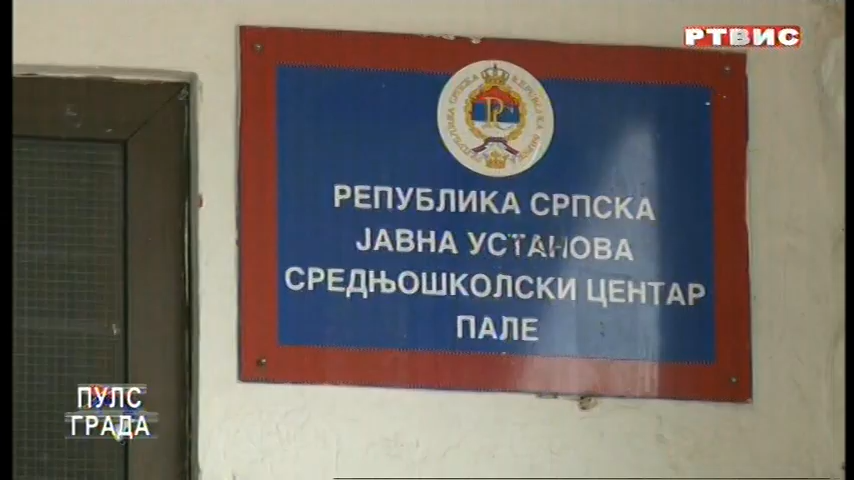 РТВИС
РЕПУБЛИКА СРПСКА
ЈАВНА УСТАНОВА
СРЕДЊОШКОЛСКИ ЦЕНТАР
ПАЛЕ
ПУЛС
ГРАДА